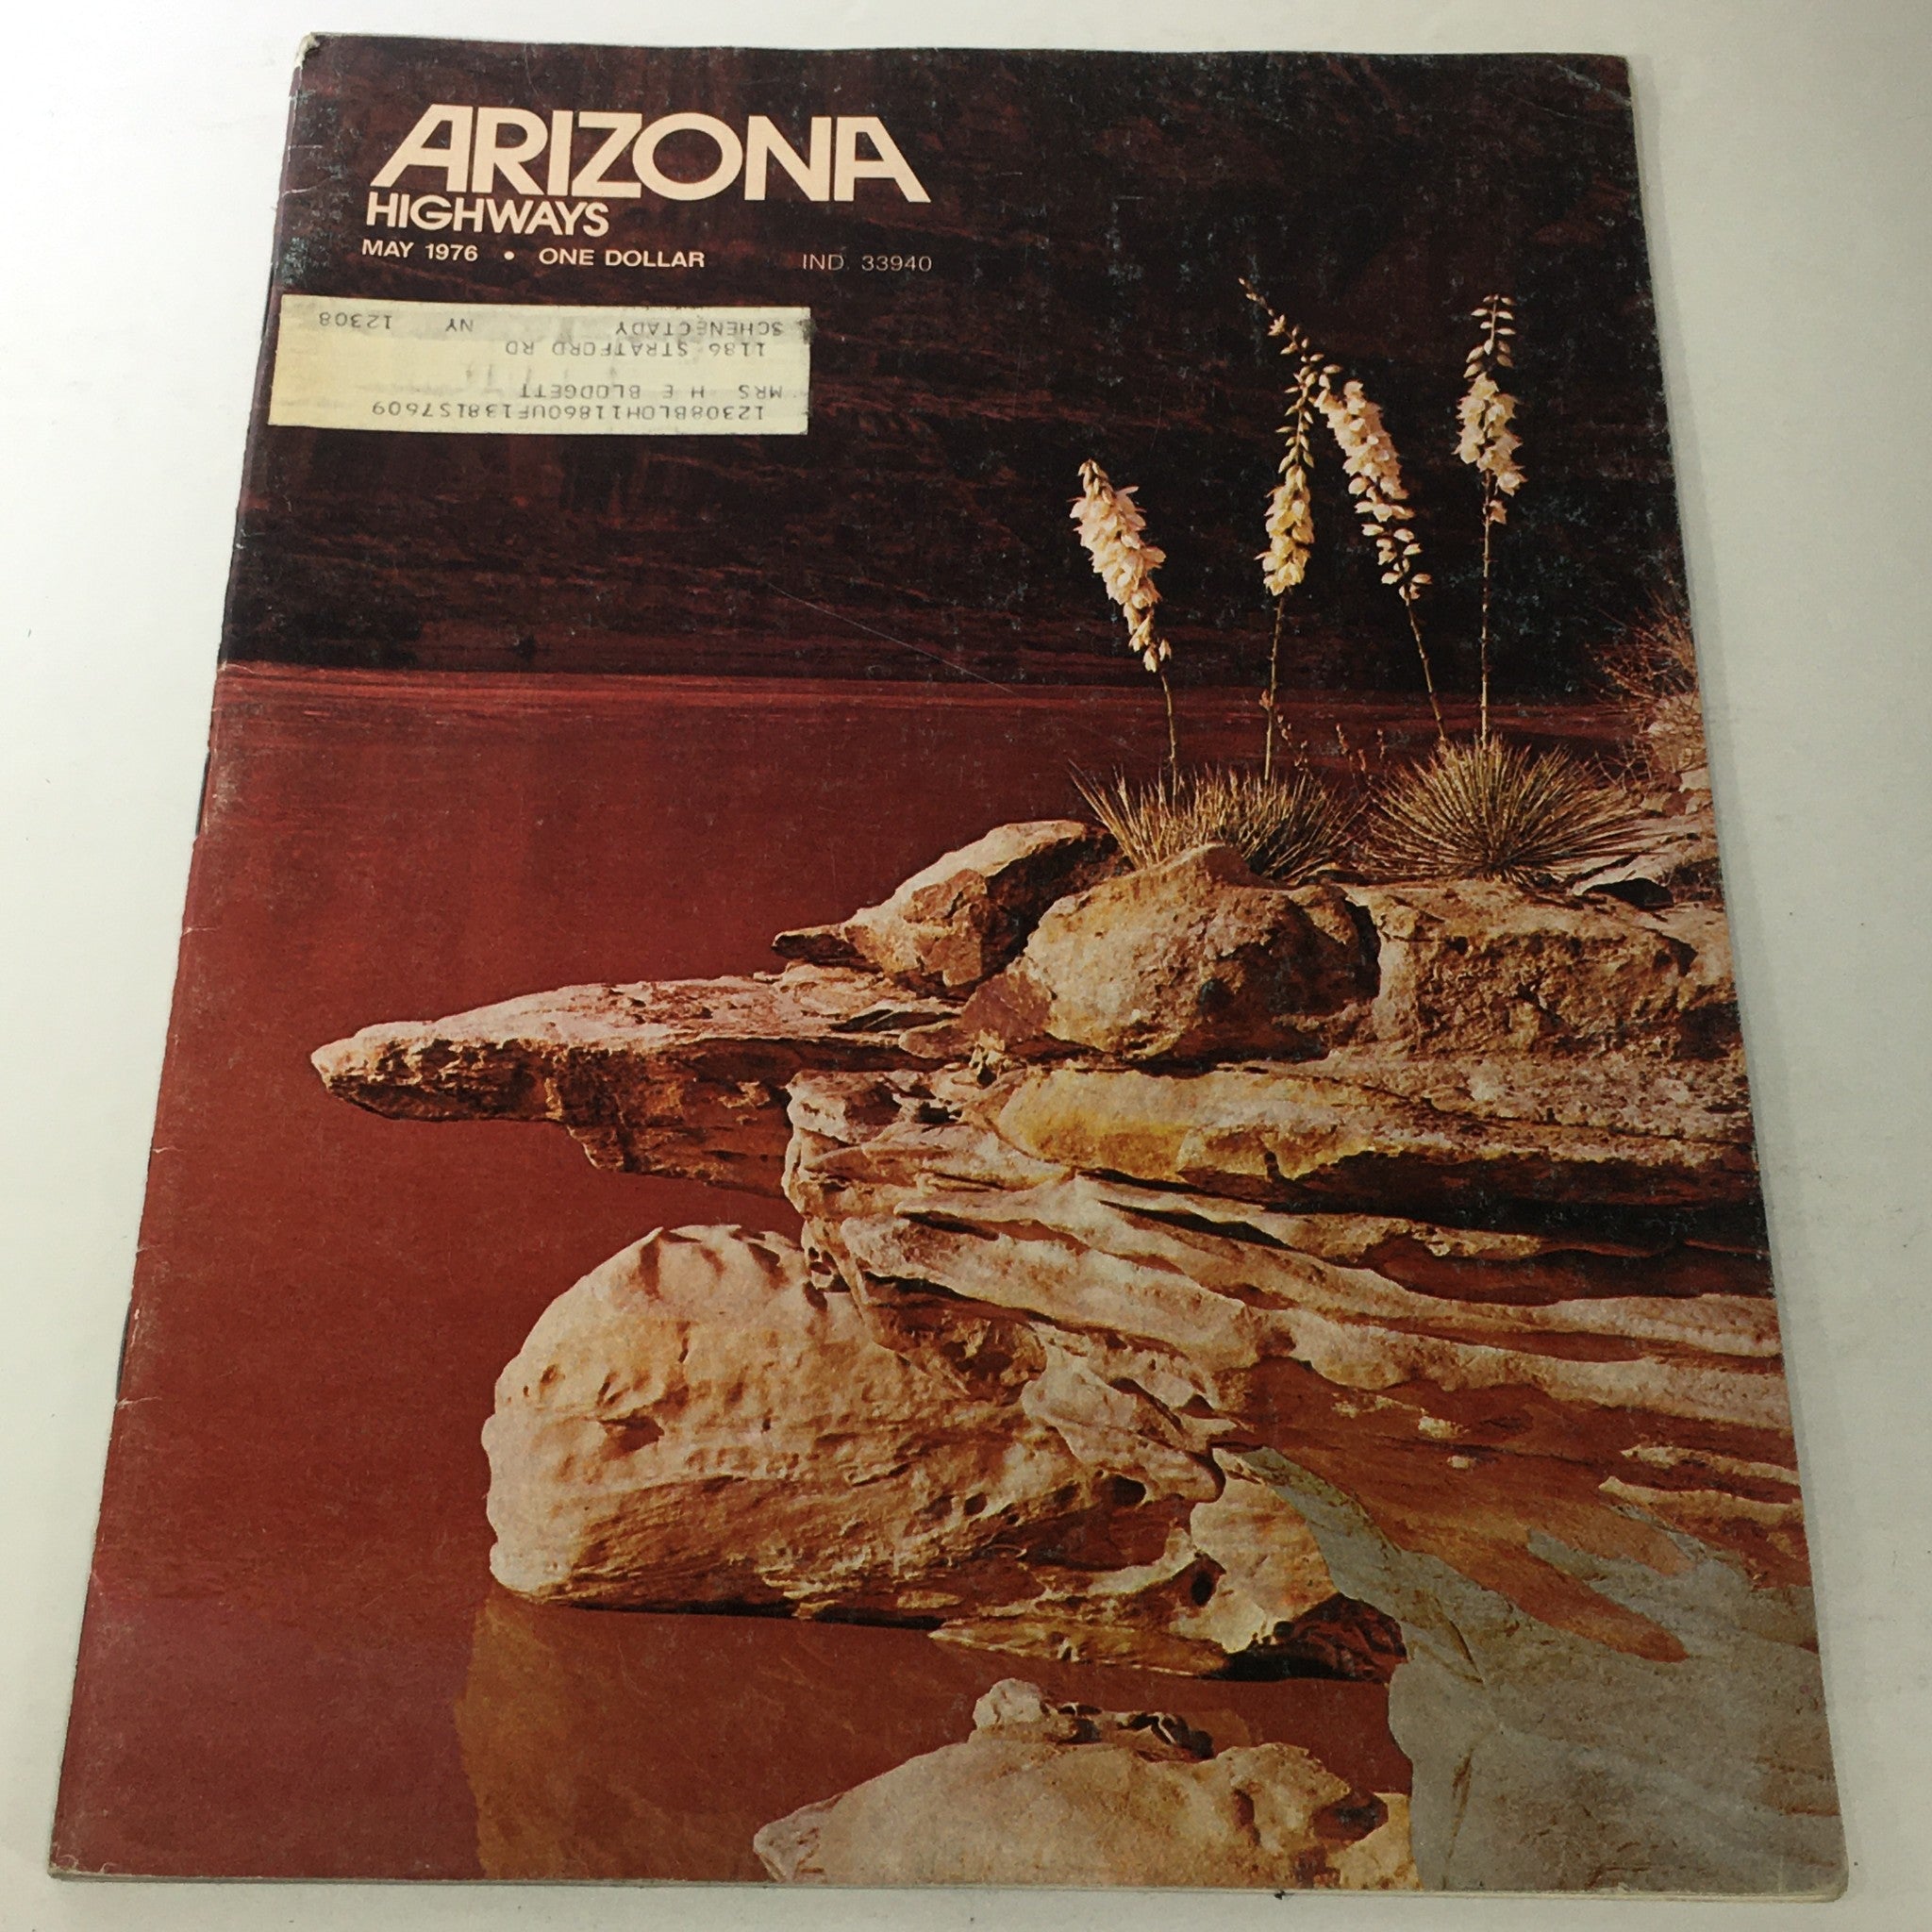 ARIZONA
HIGHWAYS
MAY 1976 • ONE DOLLAR IND. 33940
12308BLOH1186OUF1381S7609
MRS H E BLODGETT
1186 STRATFORD RD
SCHENECTADY NY 12308